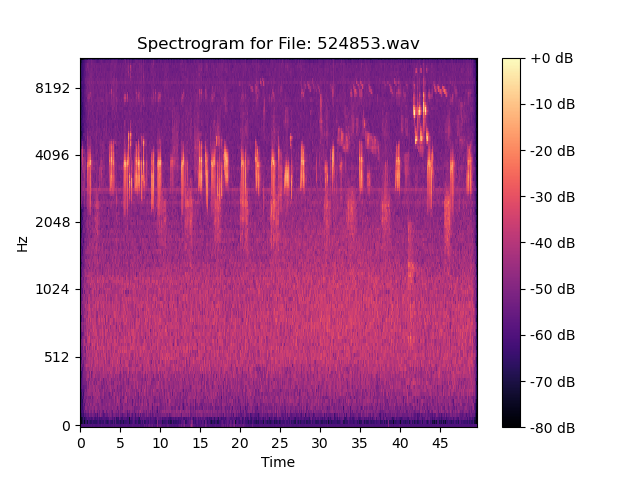 Spectrogram for File: 524853.wav
Hz
8192
4096
2048
1024
512
0
0 5 10 15 20 25 30 35 40 45
Time
+0 dB
-10 dB
-20 dB
-30 dB
-40 dB
-50 dB
-60 dB
-70 dB
-80 dB